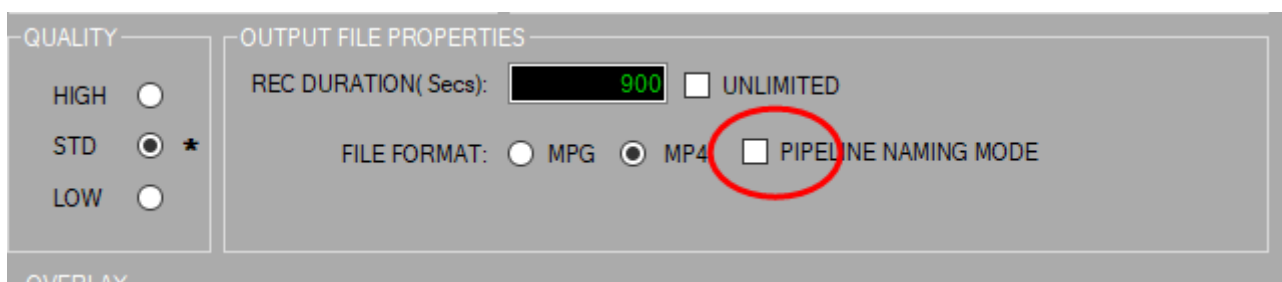 QUALITY
HIGH
STD *
LOW
OUTPUT FILE PROPERTIES
REC DURATION( Secs): 900 UNLIMITED
FILE FORMAT: MPG MP4 PIPELINE NAMING MODE
OVERLAY